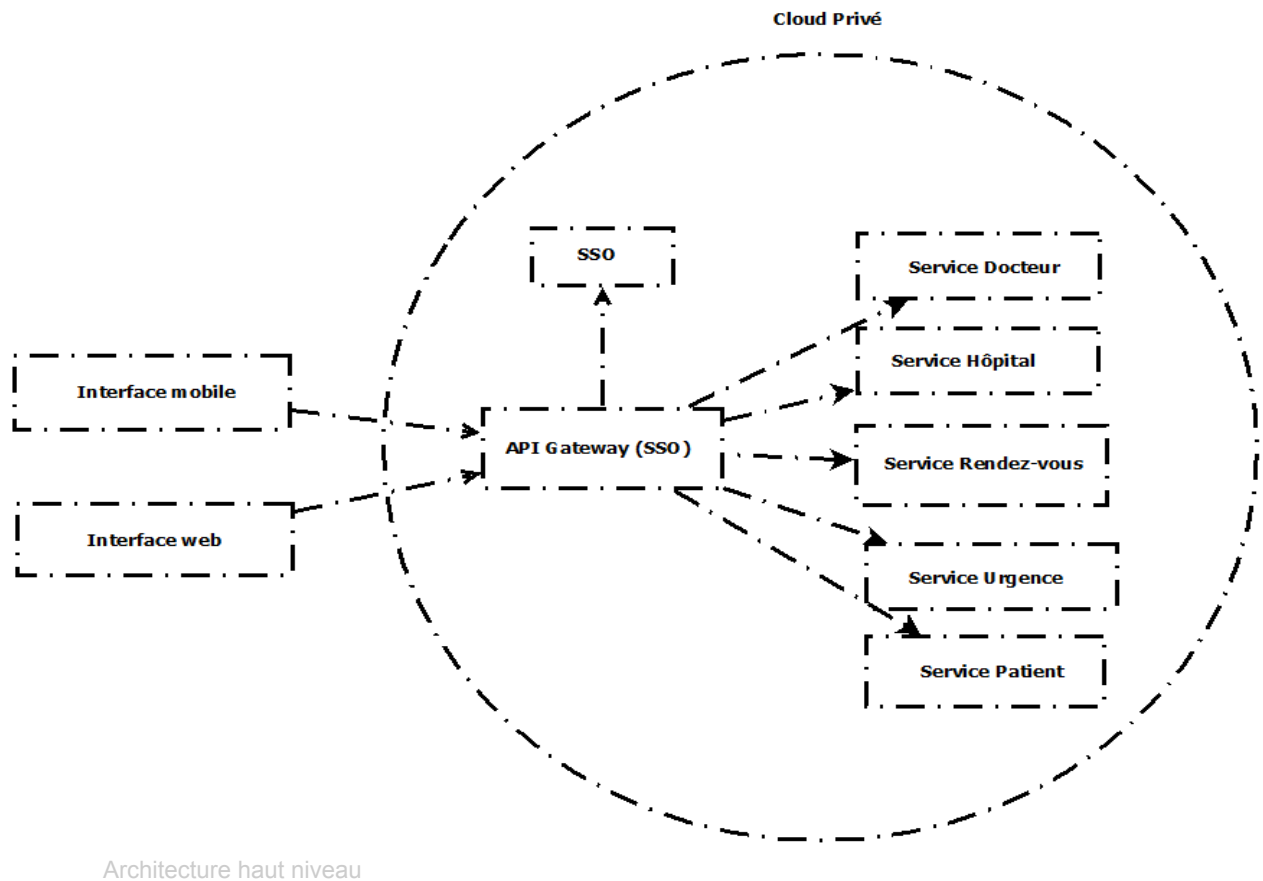 Cloud Privé
SSO
Service Docteur
Service Hôpital
Interface mobile
API Gateway (SSO)
Service Rendez-vous
Interface web
Service Urgence
Service Patient
Architecture haut niveau